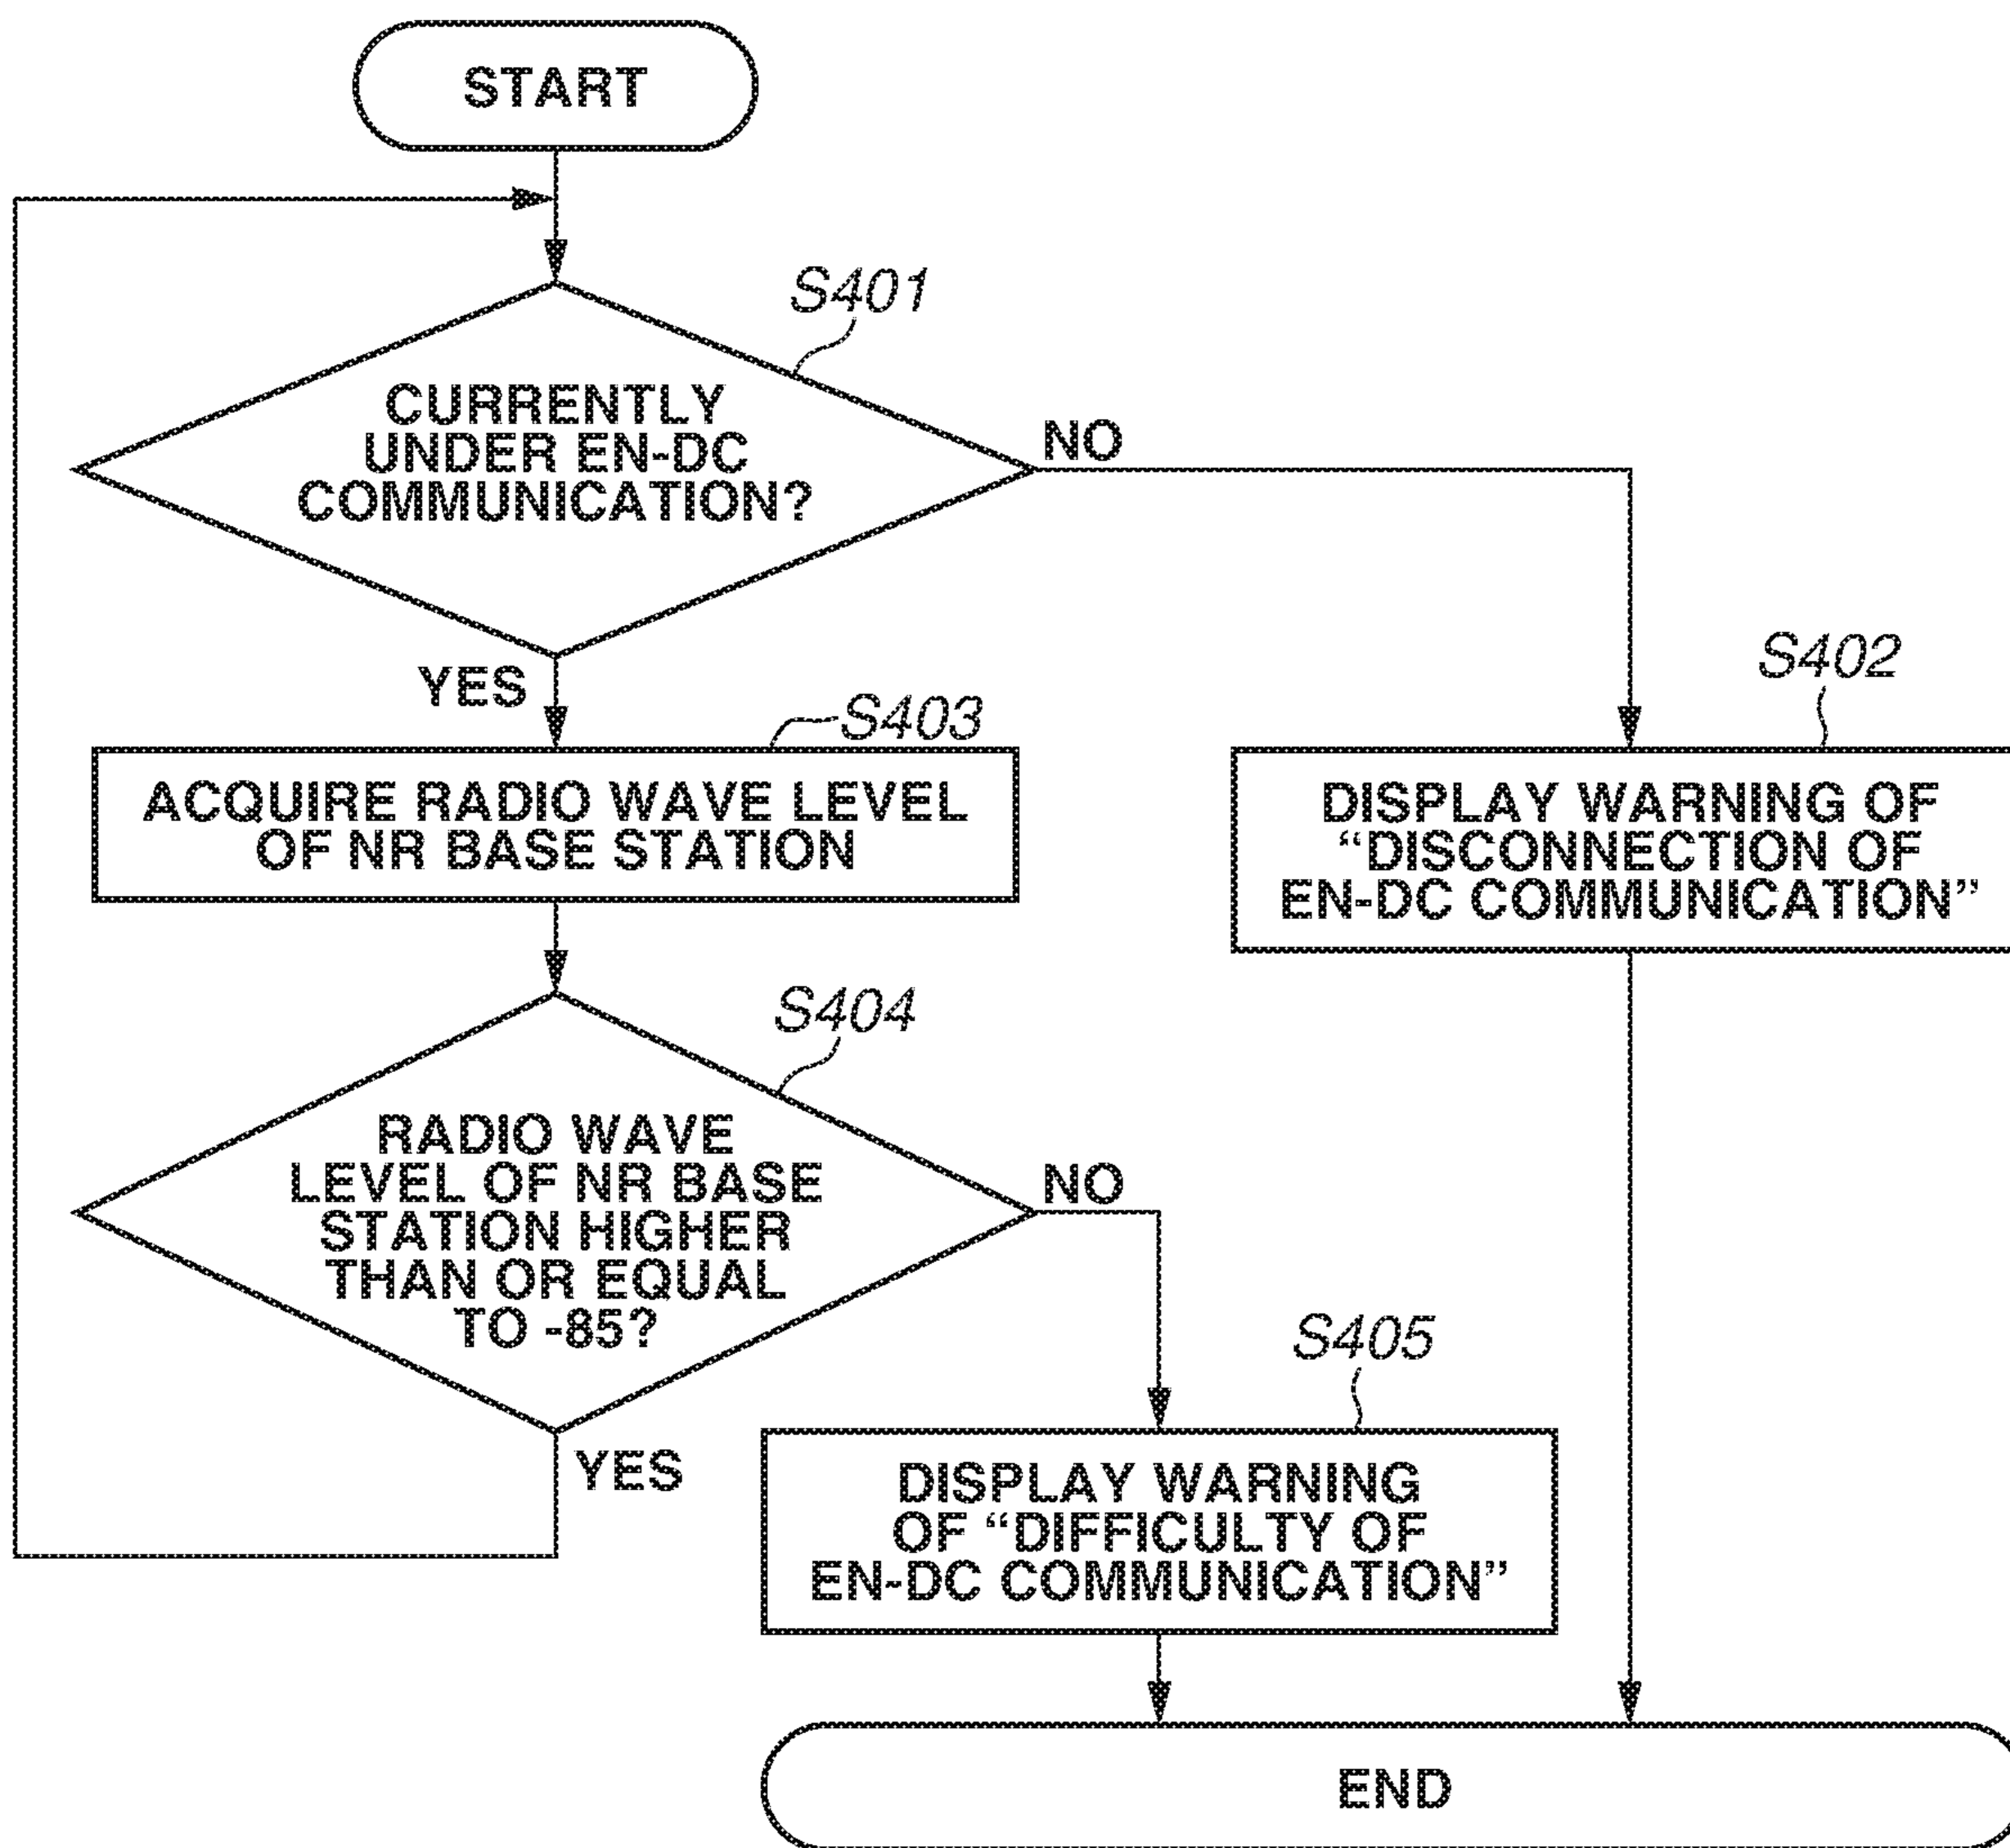 START
S401
CURRENTLY
UNDER EN-DC
COMMUNICATION?
NO
YES
S402
S403
ACQUIRE RADIO WAVE LEVEL
OF NR BASE STATION
DISPLAY WARNING OF
“DISCONNECTION OF
EN-DC COMMUNICATION”
S404
RADIO WAVE
LEVEL OF NR BASE
STATION HIGHER
THAN OR EQUAL
TO -85?
NO
YES
S405
DISPLAY WARNING
OF “DIFFICULTY OF
EN-DC COMMUNICATION”
END